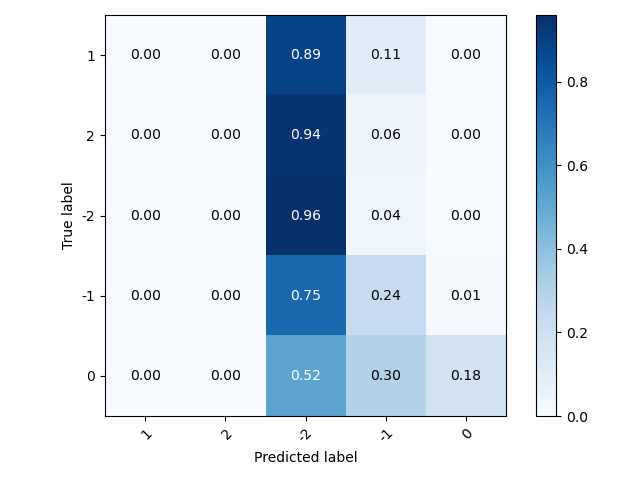 1 0.00 0.00 0.89 0.11 0.00
2 0.00 0.00 0.94 0.06 0.00
-2 0.00 0.00 0.96 0.04 0.00
-1 0.00 0.00 0.75 0.24 0.01
0 0.00 0.00 0.52 0.30 0.18
True label
1 2 -2 -1 0
Predicted label
0.8
0.6
0.4
0.2
0.0